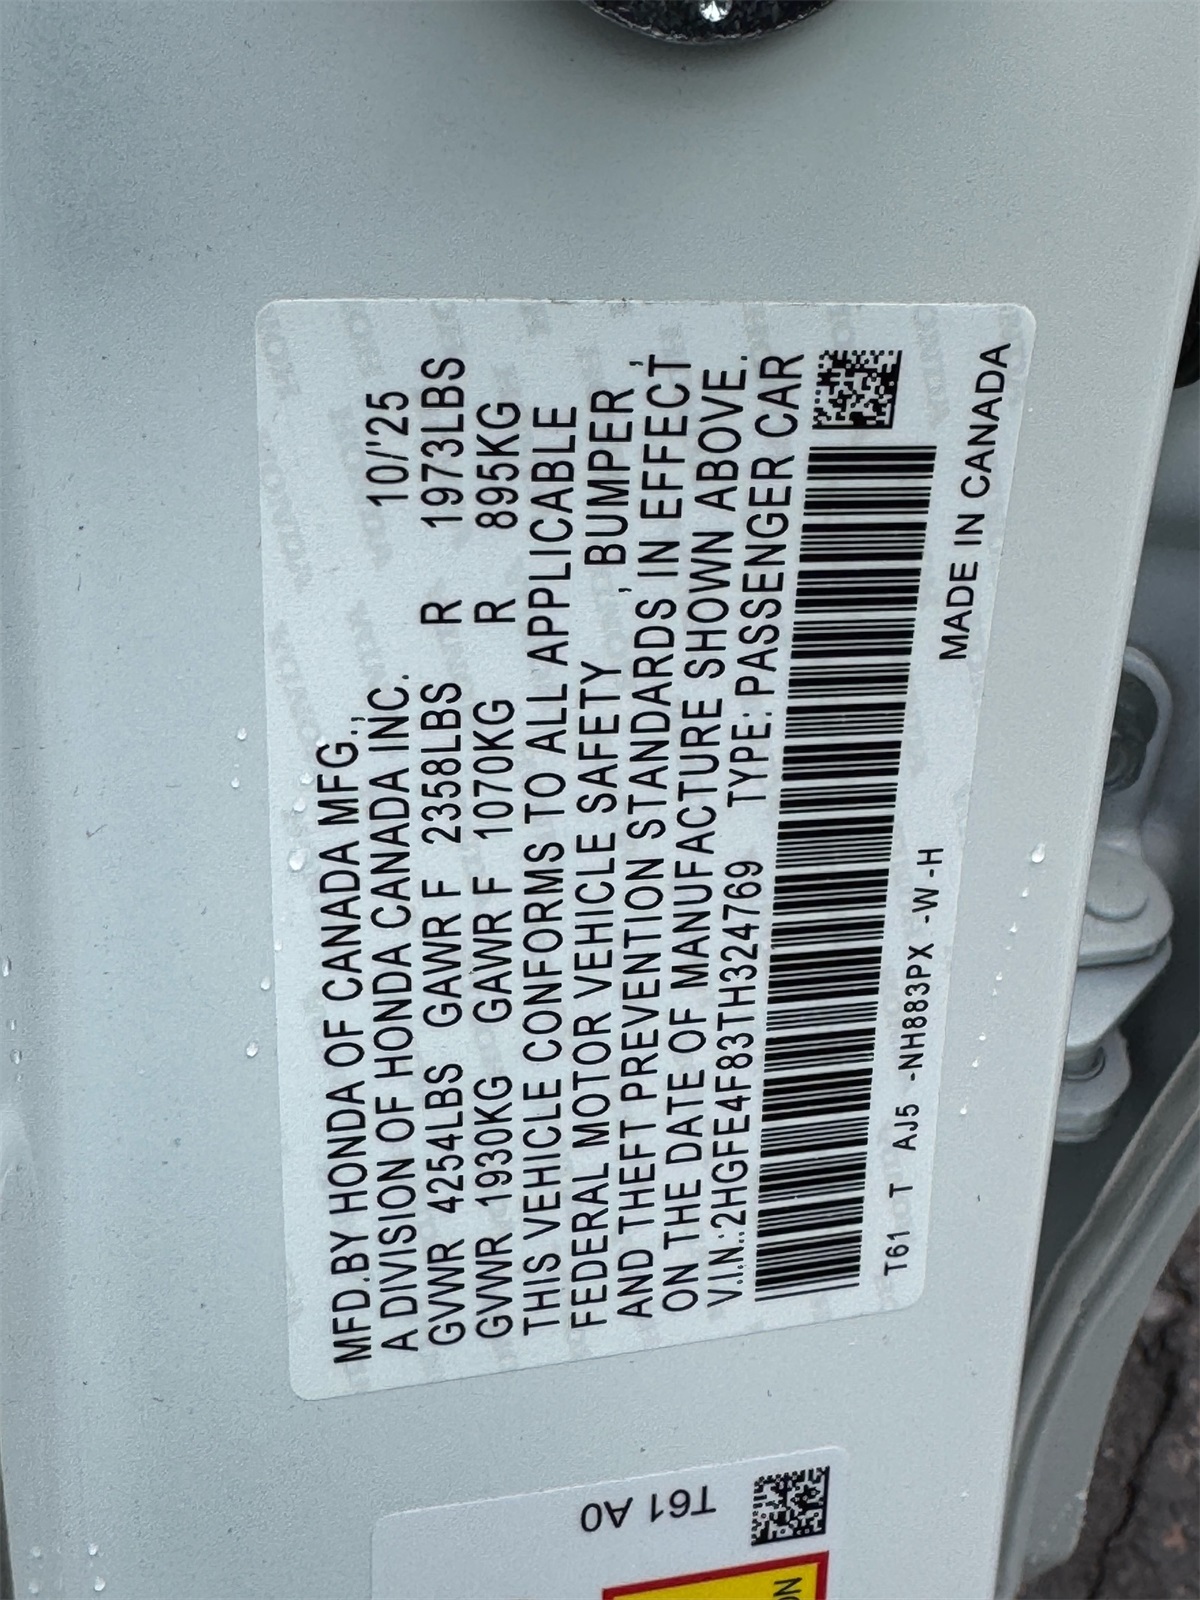 MFD.BY HONDA OF CANADA MFG.,
A DIVISION OF HONDA CANADA INC. 10/'25
GVWR 4254LBS GAWR F 2358LBS R 1973LBS
GVWR 1930KG GAWR F 1070KG R 895KG
THIS VEHICLE CONFORMS TO ALL APPLICABLE
FEDERAL MOTOR VEHICLE SAFETY , BUMPER ,
AND THEFT PREVENTION STANDARDS IN EFFECT
ON THE DATE OF MANUFACTURE SHOWN ABOVE.
V.I.N.:2HGFE4F83TH324769 TYPE: PASSENGER CAR
T61 T AJ5 -NH883PX -W -H
MADE IN CANADA
T61 A0